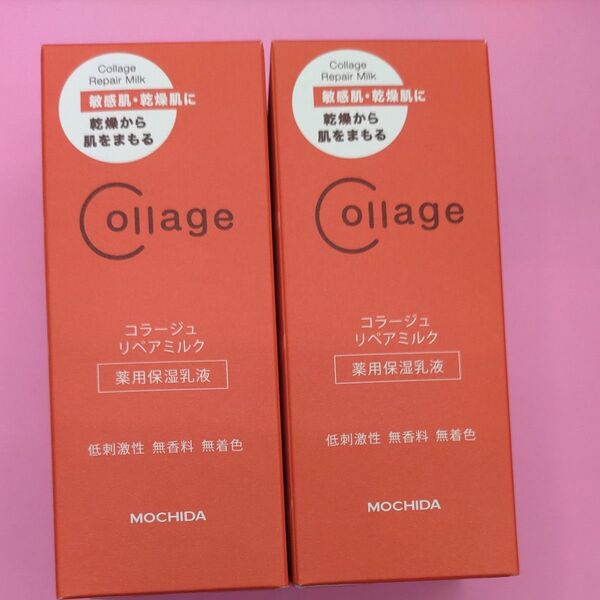 Collage
Repair Milk
敏感肌・乾燥肌に
乾燥から
肌をまもる
Collage
コラージュ
リペアミルク
薬用保湿乳液
低刺激性 無香料 無着色
MOCHIDA
Collage
Repair Milk
敏感肌・乾燥肌に
乾燥から
肌をまもる
Collage
コラージュ
リペアミルク
薬用保湿乳液
低刺激性 無香料 無着色
MOCHIDA